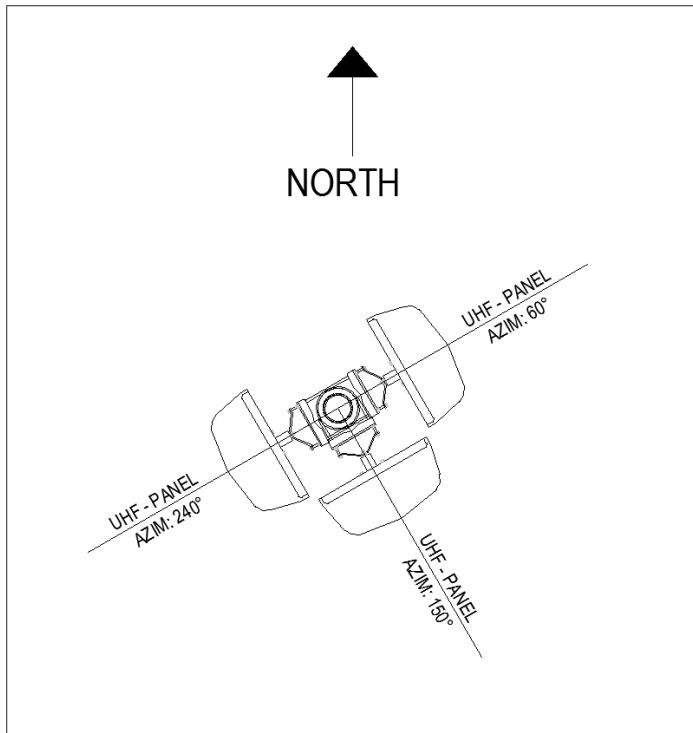 NORTH
UHF - PANEL
AZIM: 60°
UHF - PANEL
AZIM: 240°
UHF - PANEL
AZIM: 150°